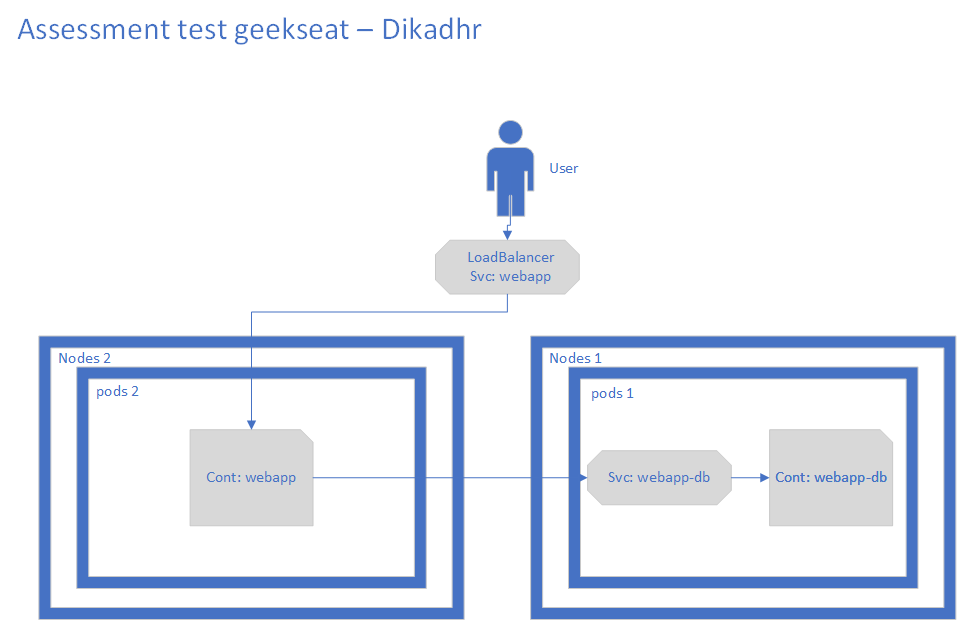 Assessment test geekseat – Dikadhr
User
LoadBalancer
Svc: webapp
Nodes 2
pods 2
Cont: webapp
Nodes 1
pods 1
Svc: webapp-db
Cont: webapp-db